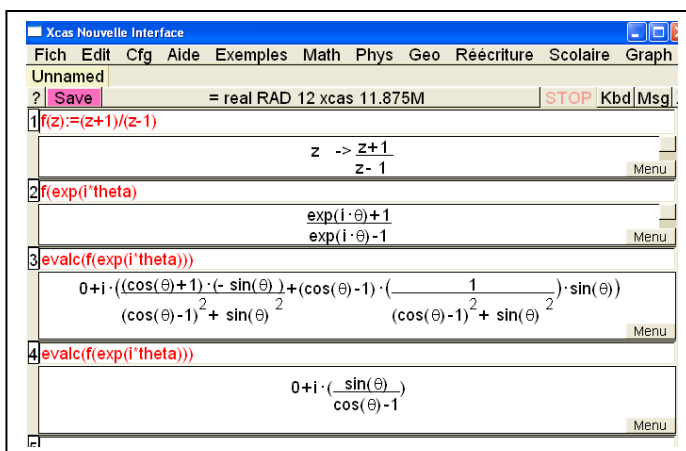 Xcas Nouvelle Interface
Fich Edit Cfg Aide Exemples Math Phys Geo Réécriture Scolaire Graph
Unnamed
? Save = real RAD 12 xcas 11.875M STOP Kbd Msg
1 f(z):=(z+1)/(z-1)
z -> z+1
z- 1
Menu
2 f(exp(i*theta)
exp(i·θ)+1
exp(i·θ)-1
Menu
3 evalc(f(exp(i*theta)))
0+i·((cos(θ)+1)·(- sin(θ))+(cos(θ)-1)·(1)·sin(θ))
(cos(θ)-1)²+ sin(θ)² (cos(θ)-1)²+ sin(θ)²
Menu
4 evalc(f(exp(i*theta)))
0+i·(sin(θ))
cos(θ)-1
Menu